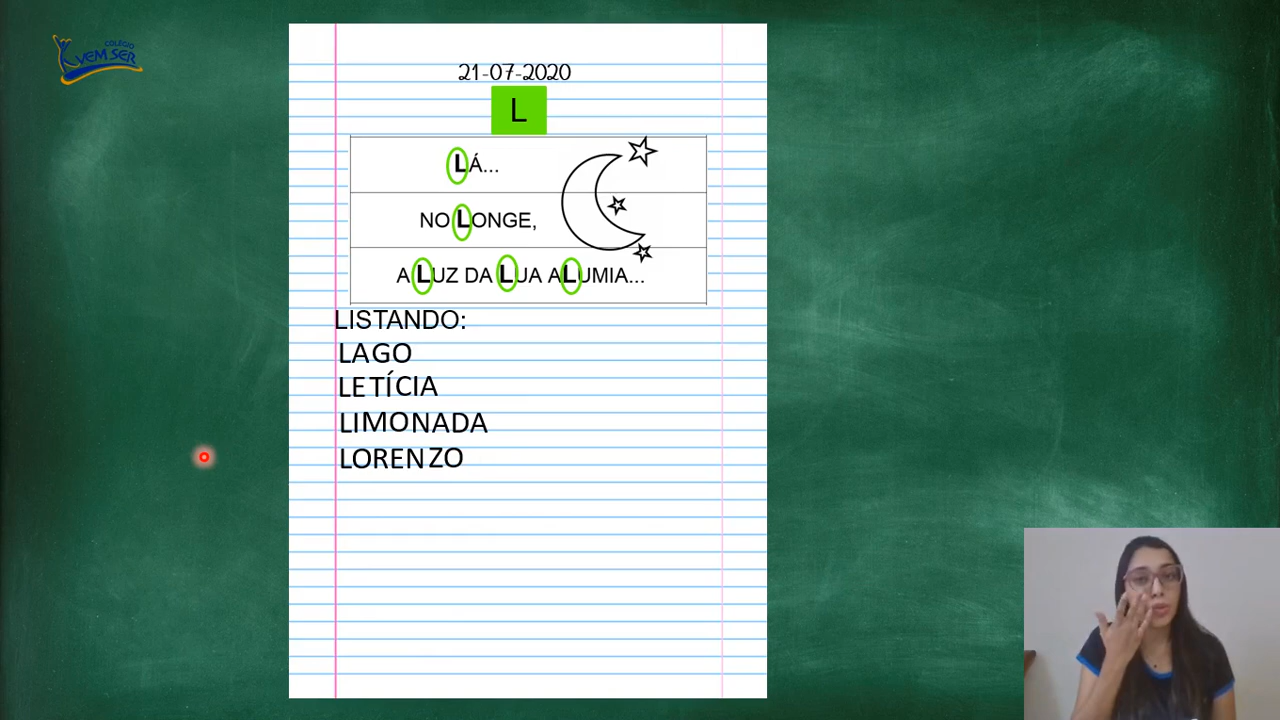 COLÉGIO
VEM SER
21-07-2020
L
LÁ...
NO LONGE,
A LUZ DA LUA ALUMIA...
LISTANDO:
LAGO
LETÍCIA
LIMONADA
LORENZO